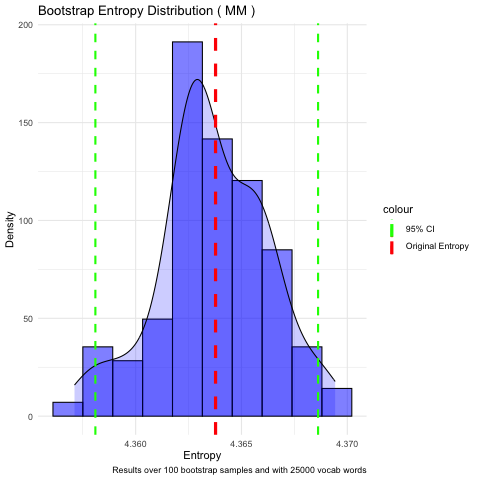 Bootstrap Entropy Distribution ( MM )
200
150
100
50
0
Density
4.360
4.365
4.370
Entropy
Results over 100 bootstrap samples and with 25000 vocab words
colour
95% CI
Original Entropy